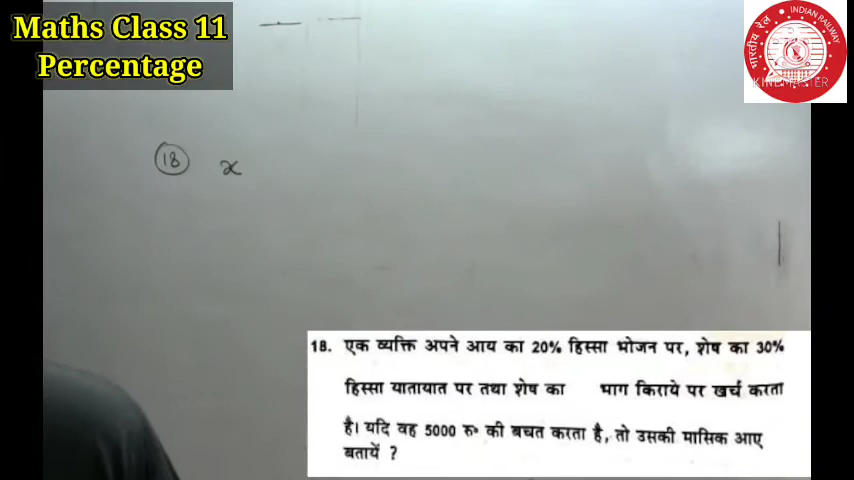 Maths Class 11
Percentage
भारतीय रेल
INDIAN RAILWAY
KINEMASTER
18 x
18. एक व्यक्ति अपने आय का 20% हिस्सा भोजन पर, शेष का 30%
हिस्सा यातायात पर तथा शेष का भाग किराये पर खर्च करता
है। यदि वह 5000 रु० की बचत करता है, तो उसकी मासिक आए
बतायें ?